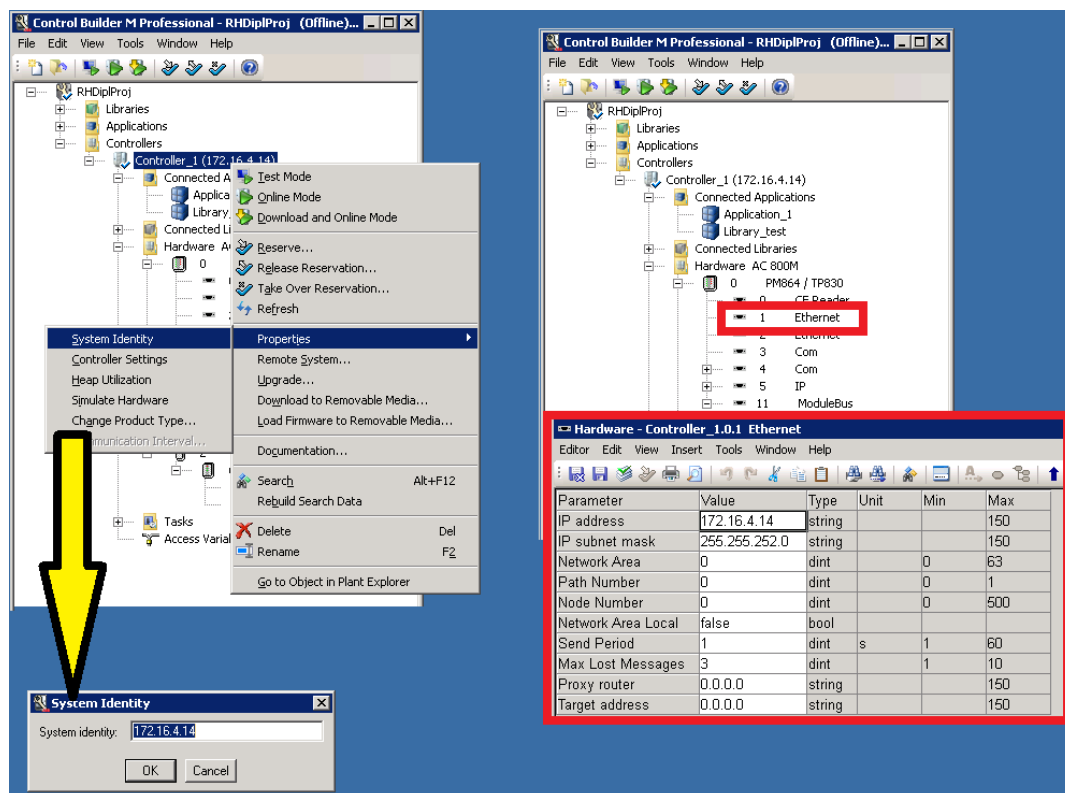 Control Builder M Professional - RHDiplProj (Offline)...
File Edit View Tools Window Help
RHDiplProj
Libraries
Applications
Controllers
Controller_1 (172.16.4.14)
Connected A
Applica
Library_
Connected Li
Hardware A
0
Tasks
Access Varial
Test Mode
Online Mode
Download and Online Mode
Reserve...
Release Reservation...
Take Over Reservation...
Refresh
Properties
Remote System...
Upgrade...
Download to Removable Media...
Load Firmware to Removable Media...
Documentation...
Search Alt+F12
Rebuild Search Data
Delete Del
Rename F2
Go to Object in Plant Explorer
System Identity
Controller Settings
Heap Utilization
Simulate Hardware
Change Product Type...
mmunication Interval...
System Identity
System identity: 172.16.4.14
OK Cancel
Control Builder M Professional - RHDiplProj (Offline)...
File Edit View Tools Window Help
RHDiplProj
Libraries
Applications
Controllers
Controller_1 (172.16.4.14)
Connected Applications
Application_1
Library_test
Connected Libraries
Hardware AC 800M
0 PM864 / TP830
0 CF Reader
1 Ethernet
2 Ethernet
3 Com
4 Com
5 IP
11 ModuleBus
Hardware - Controller_1.0.1 Ethernet
Editor Edit View Insert Tools Window Help
Parameter Value Type Unit Min Max
IP address 172.16.4.14 string 150
IP subnet mask 255.255.252.0 string 150
Network Area 0 dint 0 63
Path Number 0 dint 0 1
Node Number 0 dint 0 500
Network Area Local false bool
Send Period 1 dint s 1 60
Max Lost Messages 3 dint 1 10
Proxy router 0.0.0.0 string 150
Target address 0.0.0.0 string 150